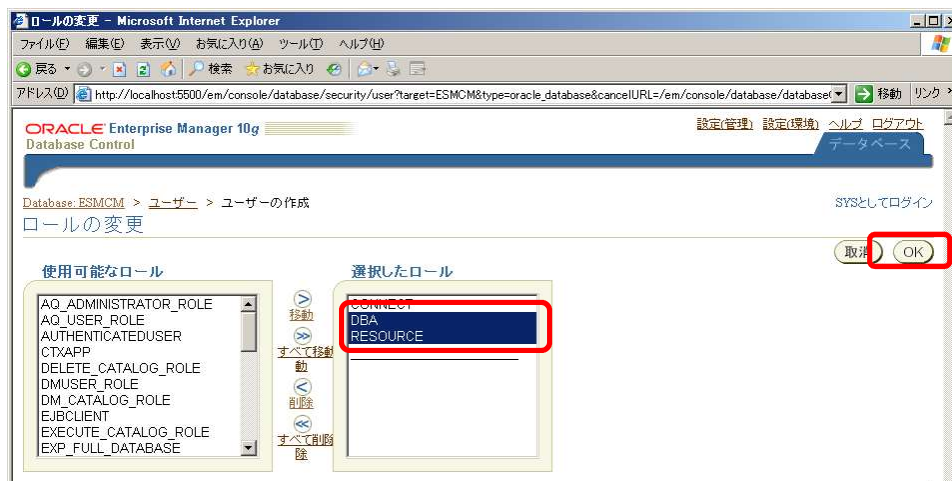 ロールの変更 - Microsoft Internet Explorer
ファイル(F) 編集(E) 表示(V) お気に入り(A) ツール(T) ヘルプ(H)
戻る 検索 お気に入り
アドレス(D) http://localhost:5500/em/console/database/security/user?target=ESMCM&type=oracle_database&cancelURL=/em/console/database/database 移動 リンク
ORACLE Enterprise Manager 10g
Database Control
設定(管理) 設定(環境) ヘルプ ログアウト
データベース
Database: ESMCM > ユーザー > ユーザーの作成
SYSとしてログイン
ロールの変更
取消 OK
使用可能なロール
AQ_ADMINISTRATOR_ROLE
AQ_USER_ROLE
AUTHENTICATEDUSER
CTXAPP
DELETE_CATALOG_ROLE
DMUSER_ROLE
DM_CATALOG_ROLE
EJBCLIENT
EXECUTE_CATALOG_ROLE
EXP_FULL_DATABASE
移動
すべて移動
動
削除
すべて削除
除
選択したロール
CONNECT
DBA
RESOURCE